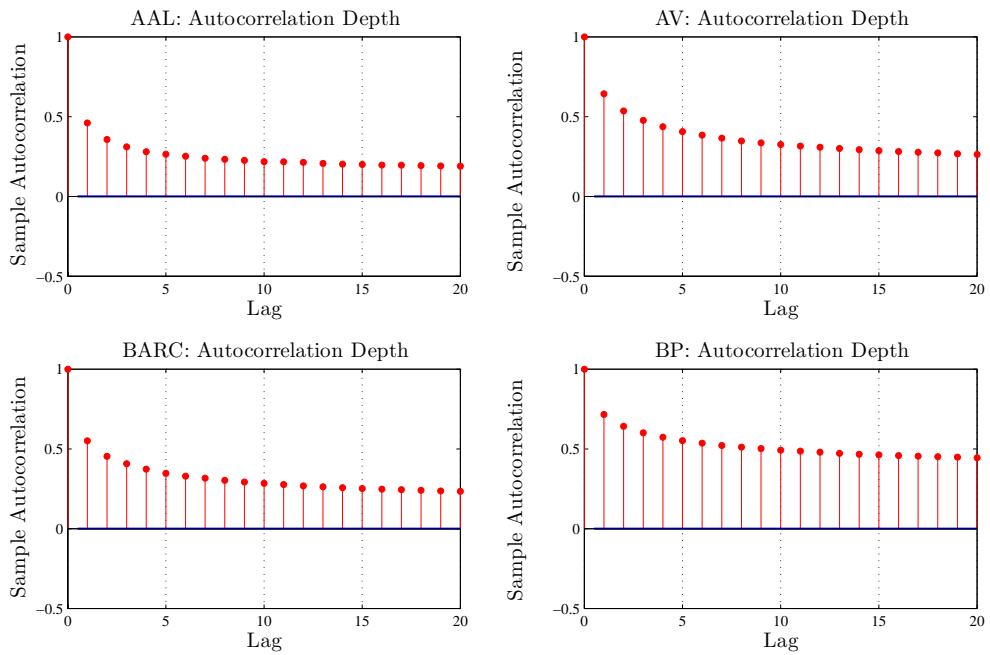 AAL: Autocorrelation Depth
1
0.5
0
−0.5
0 5 10 15 20
Sample Autocorrelation
Lag
AV: Autocorrelation Depth
1
0.5
0
−0.5
0 5 10 15 20
Sample Autocorrelation
Lag
BARC: Autocorrelation Depth
1
0.5
0
−0.5
0 5 10 15 20
Sample Autocorrelation
Lag
BP: Autocorrelation Depth
1
0.5
0
−0.5
0 5 10 15 20
Sample Autocorrelation
Lag